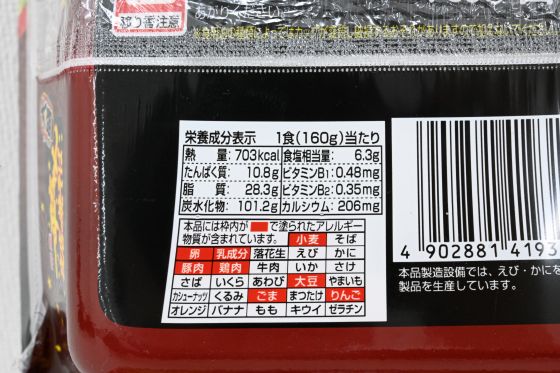 移り香注意
栄養成分表示 1食(160g)当たり
熱量:703kcal 食塩相当量: 6.3g
たんぱく質: 10.8g ビタミンB1:0.48mg
脂質: 28.3g ビタミンB2:0.35mg
炭水化物:101.2g カルシウム:206mg
本品には枠内が で塗られたアレルギー
物質が含まれています。 小麦 そば
卵 乳成分 落花生 えび かに
豚肉 鶏肉 牛肉 いか さけ
さば いくら あわび 大豆 やまいも
カシューナッツ くるみ ごま まつたけ りんご
オレンジ バナナ もも キウイ ゼラチン
4 902881 4193
本品製造設備では、えび・かにを
製品を生産しています。